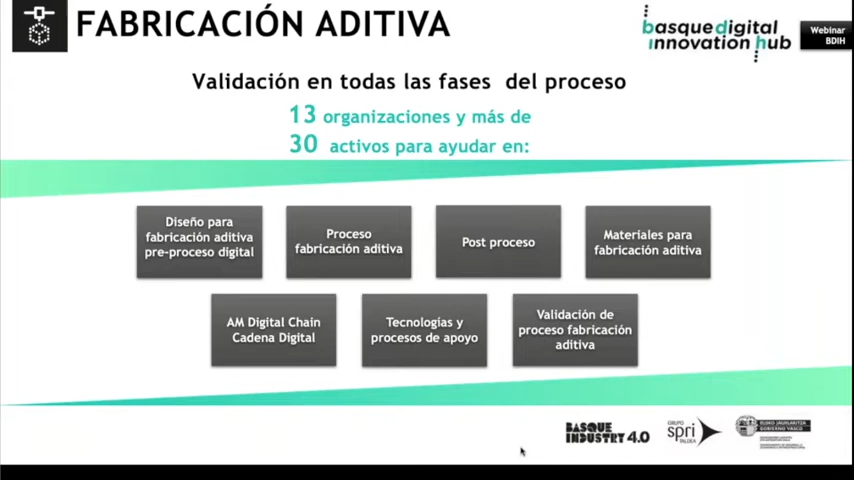 FABRICACIÓN ADITIVA
basque digital
innovation hub
Webinar
BDIH
Validación en todas las fases del proceso
13 organizaciones y más de
30 activos para ayudar en:
Diseño para
fabricación aditiva
pre-proceso digital
Proceso
fabricación aditiva
Post proceso
Materiales para
fabricación aditiva
AM Digital Chain
Cadena Digital
Tecnologías y
procesos de apoyo
Validación de
proceso fabricación
aditiva
BASQUE
INDUSTRY 4.0
GRUPO
spri
TALDEA
EUSKO JAURLARITZA
GOBIERNO VASCO